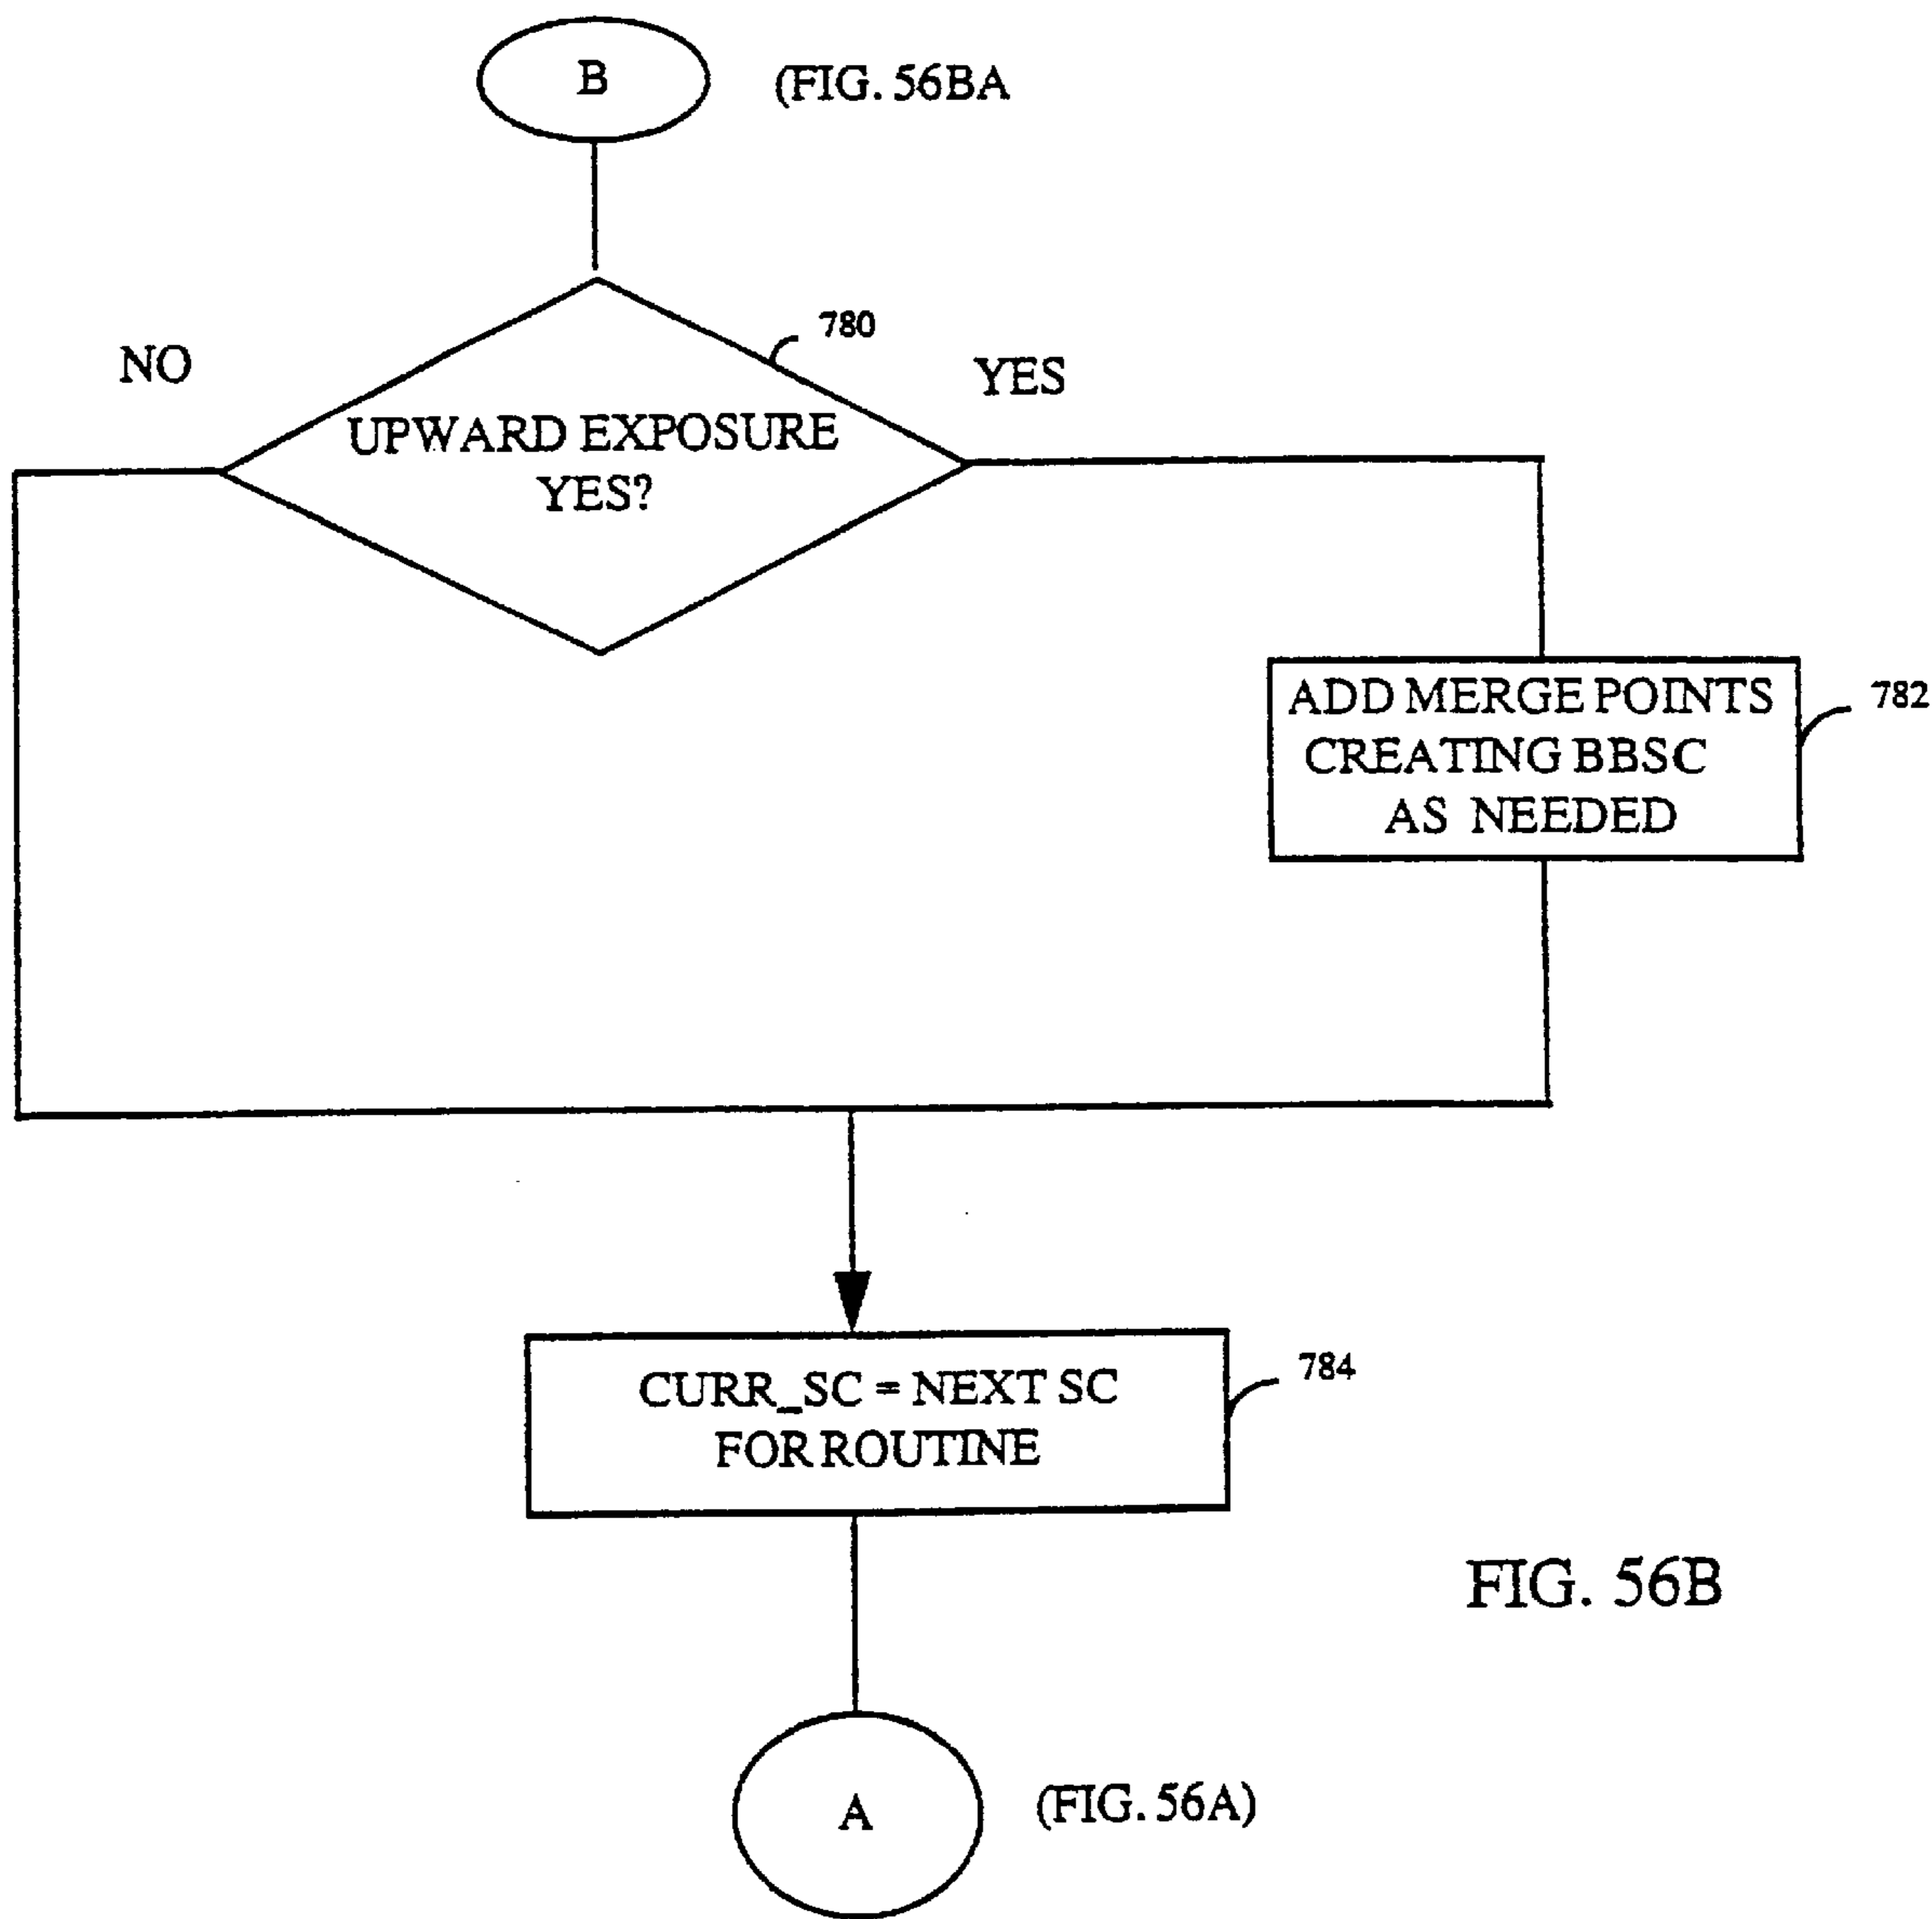 B
(FIG. 56BA
780
NO
YES
UPWARD EXPOSURE
YES?
782
ADD MERGE POINTS
CREATING BBSC
AS NEEDED
784
CURR_SC = NEXT SC
FOR ROUTINE
FIG. 56B
A
(FIG. 56A)